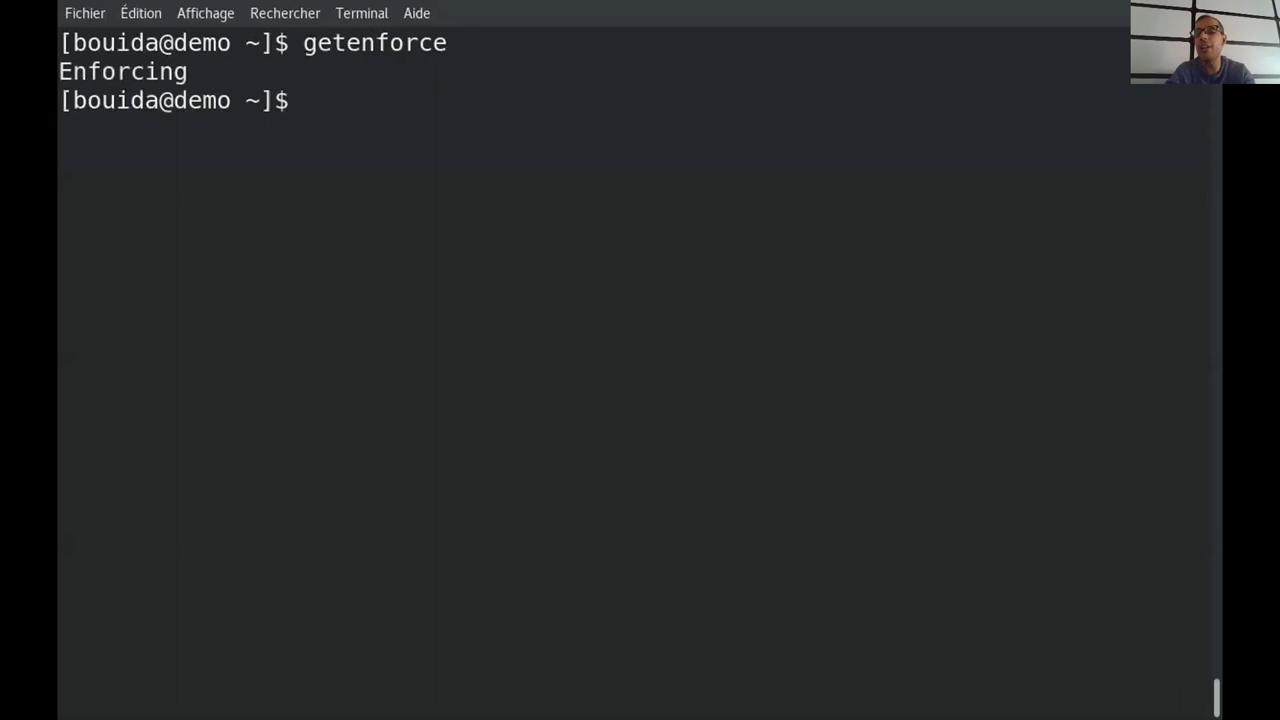 Fichier Édition Affichage Rechercher Terminal Aide
[bouida@demo ~]$ getenforce
Enforcing
[bouida@demo ~]$